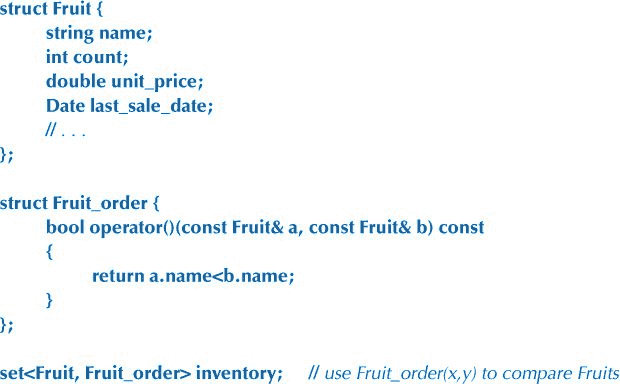 struct Fruit {
string name;
int count;
double unit_price;
Date last_sale_date;
// . . .
};
struct Fruit_order {
bool operator()(const Fruit& a, const Fruit& b) const
{
return a.name<b.name;
}
};
set<Fruit, Fruit_order> inventory; // use Fruit_order(x,y) to compare Fruits